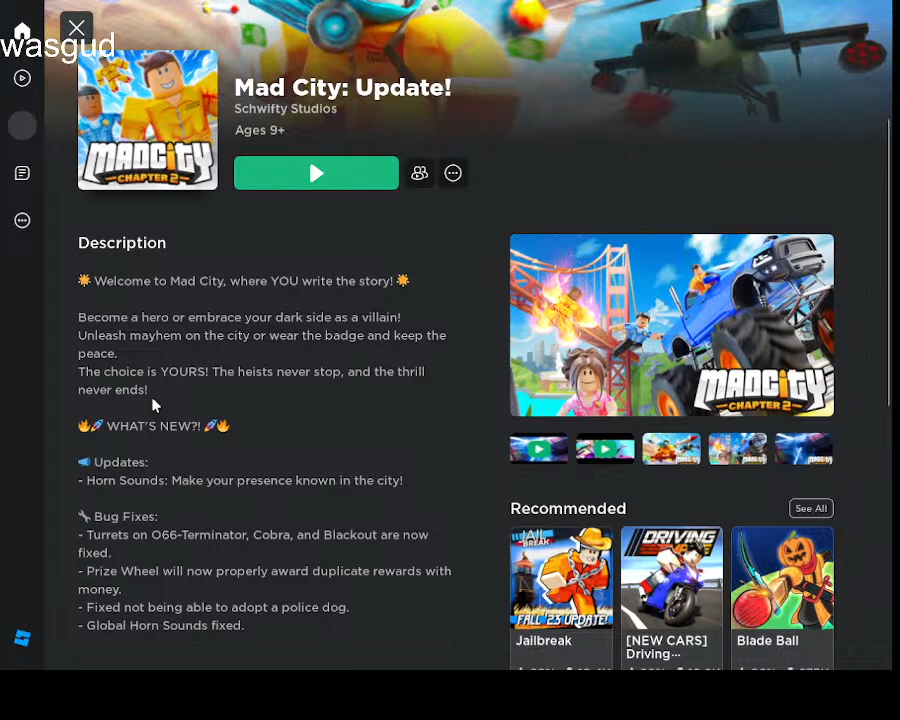 wasgud
Mad City: Update!
Schwifty Studios
Ages 9+
MADCITY
CHAPTER 2
Description
Welcome to Mad City, where YOU write the story!
Become a hero or embrace your dark side as a villain!
Unleash mayhem on the city or wear the badge and keep the
peace.
The choice is YOURS! The heists never stop, and the thrill
never ends!
WHAT'S NEW?!
Updates:
- Horn Sounds: Make your presence known in the city!
Bug Fixes:
- Turrets on O66-Terminator, Cobra, and Blackout are now
fixed.
- Prize Wheel will now properly award duplicate rewards with
money.
- Fixed not being able to adopt a police dog.
- Global Horn Sounds fixed.
MADCITY
CHAPTER 2
Recommended
See All
JAIL
BREAK
FALL '23 UPDATE!
DRIVING
Jailbreak
[NEW CARS]
Driving...
Blade Ball